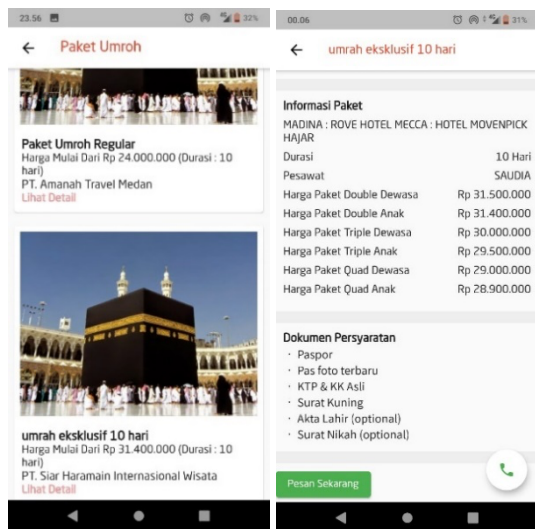 23.56
32%
Paket Umroh
Paket Umroh Regular
Harga Mulai Dari Rp 24.000.000 (Durasi : 10
hari)
PT. Amanah Travel Medan
Lihat Detail
umrah eksklusif 10 hari
Harga Mulai Dari Rp 31.400.000 (Durasi : 10
hari)
PT. Siar Haramain Internasional Wisata
Lihat Detail
00.06
31%
umrah eksklusif 10 hari
Informasi Paket
MADINA : ROVE HOTEL MECCA : HOTEL MOVENPICK
HAJAR
Durasi 10 Hari
Pesawat SAUDIA
Harga Paket Double Dewasa Rp 31.500.000
Harga Paket Double Anak Rp 31.400.000
Harga Paket Triple Dewasa Rp 30.000.000
Harga Paket Triple Anak Rp 29.500.000
Harga Paket Quad Dewasa Rp 29.000.000
Harga Paket Quad Anak Rp 28.900.000
Dokumen Persyaratan
· Paspor
· Pas foto terbaru
· KTP & KK Asli
· Surat Kuning
· Akta Lahir (optional)
· Surat Nikah (optional)
Pesan Sekarang